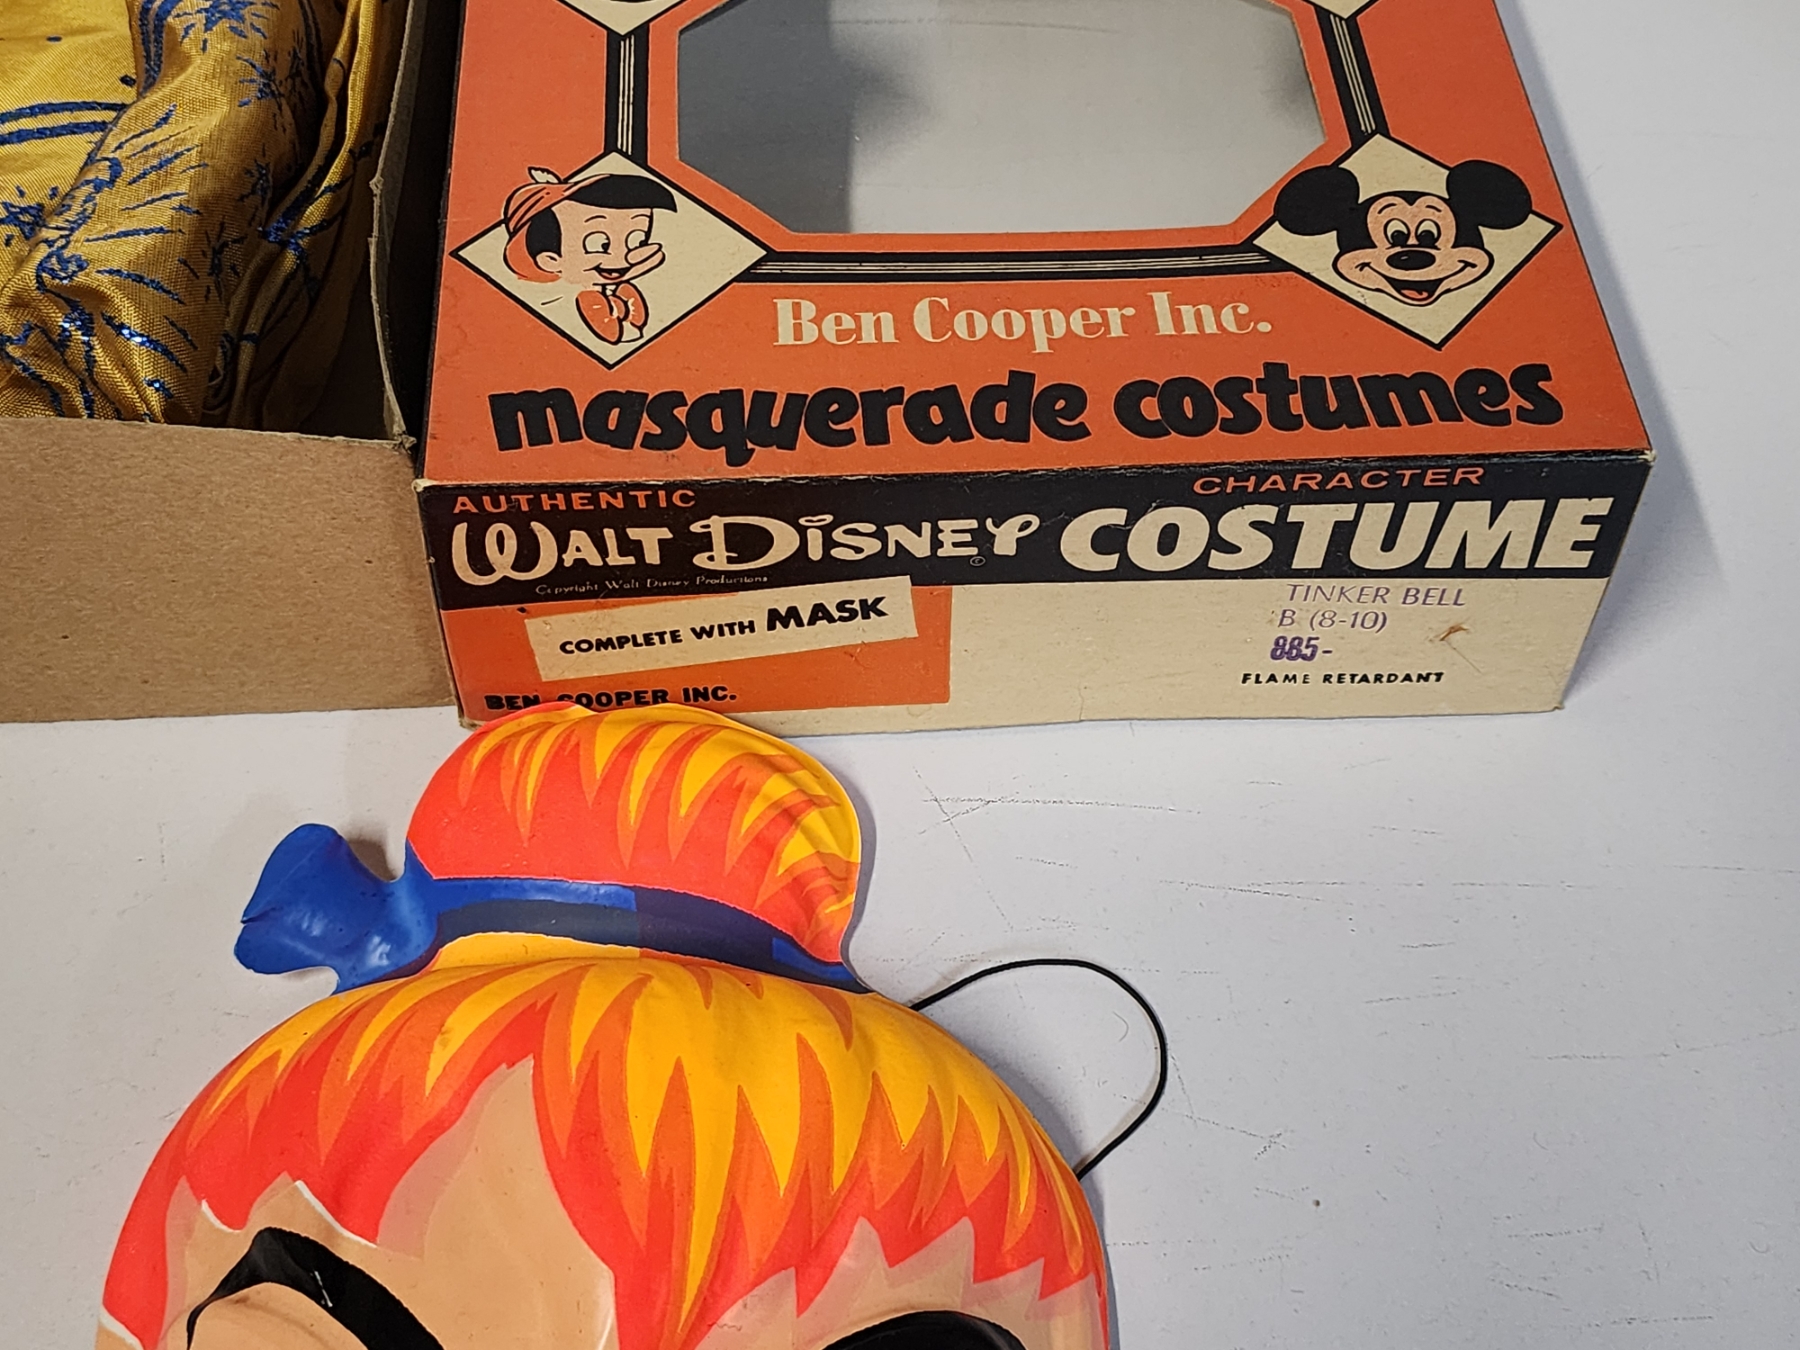 Ben Cooper Inc.
masquerade costumes
AUTHENTIC
CHARACTER
WALT DISNEY COSTUME
©
Copyright Walt Disney Productions
COMPLETE WITH MASK
TINKER BELL
B (8-10)
885-
FLAME RETARDANT
BEN COOPER INC.